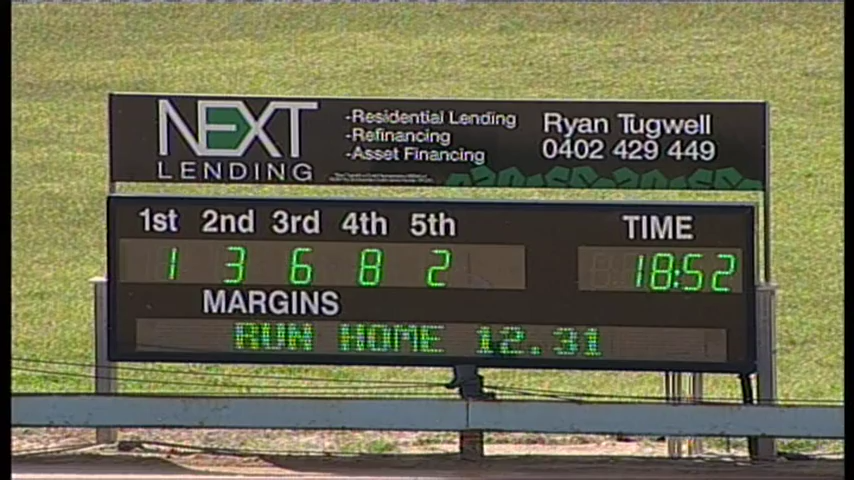 NEXT
LENDING
-Residential Lending
-Refinancing
-Asset Financing
Ryan Tugwell
0402 429 449
1st 2nd 3rd 4th 5th TIME
1 3 6 8 2 18:52
MARGINS
RUN HOME 12.31